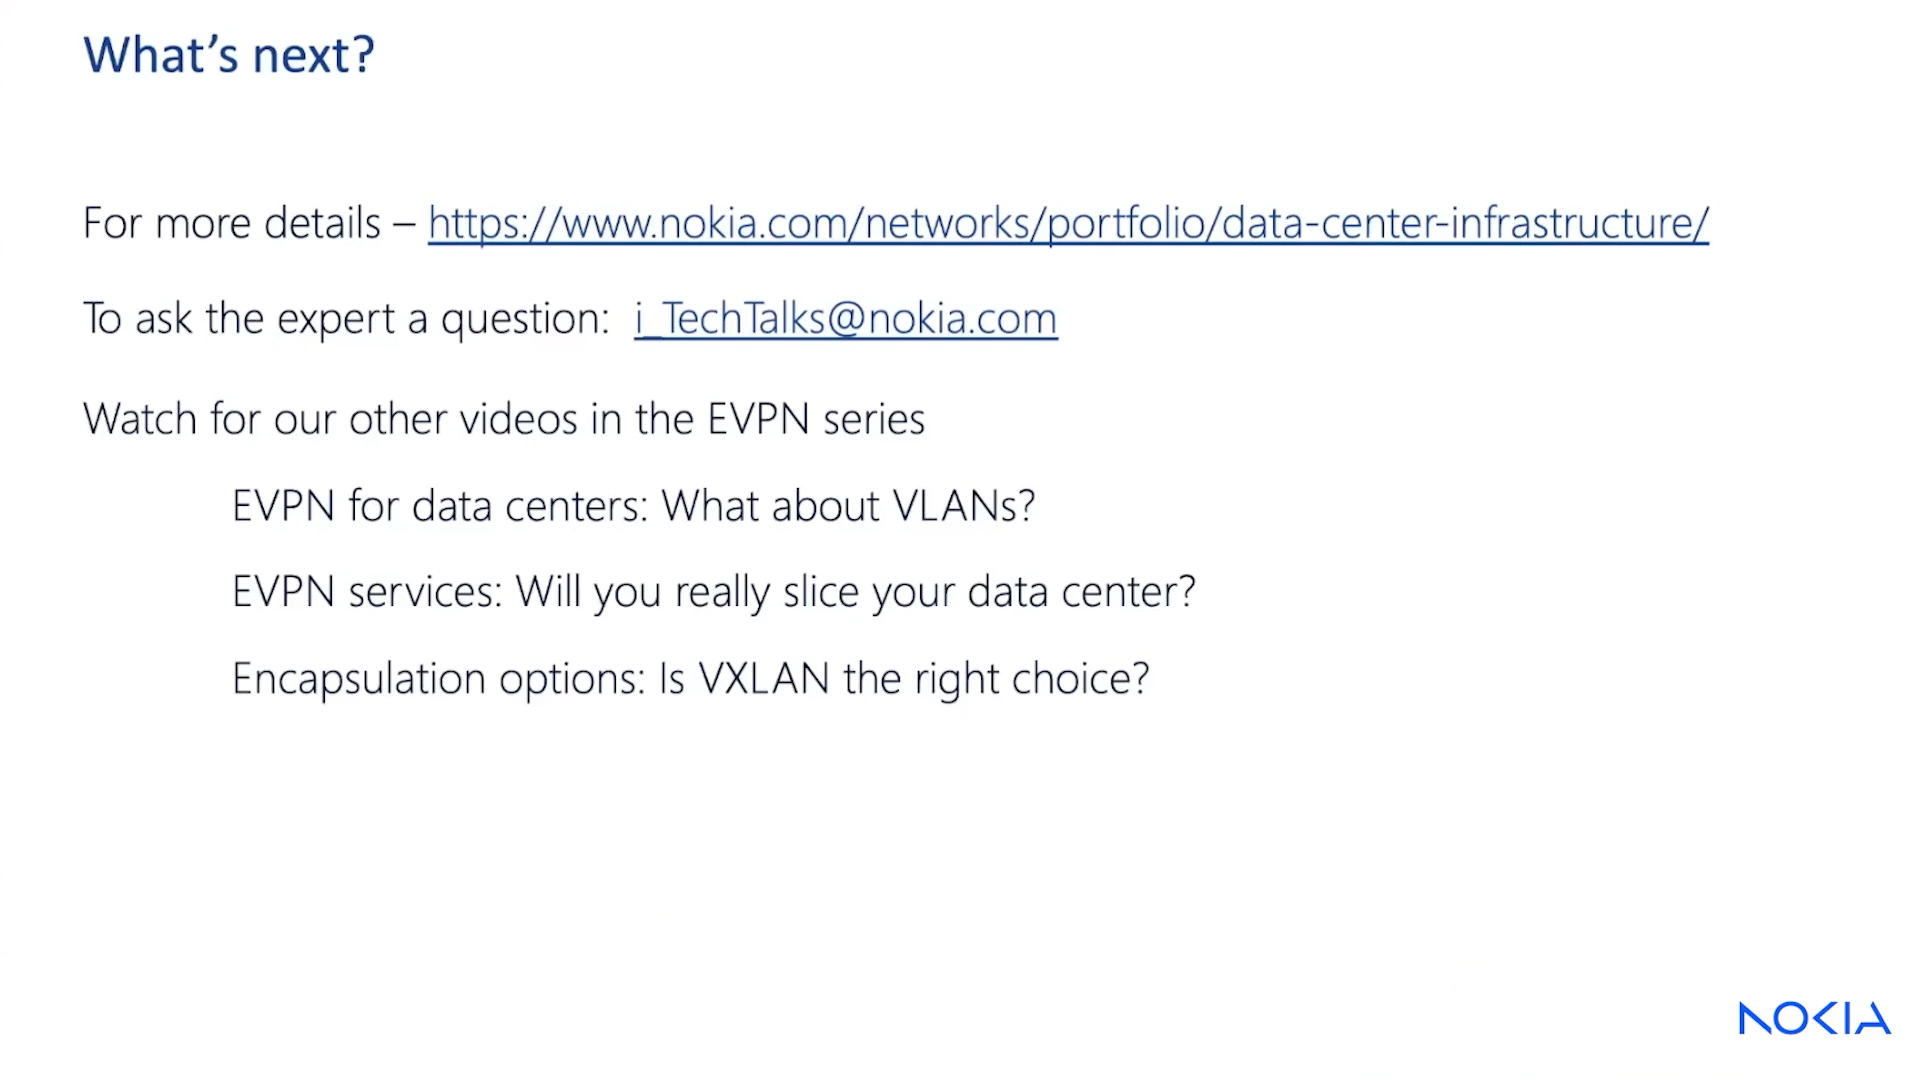 What’s next?
For more details – https://www.nokia.com/networks/portfolio/data-center-infrastructure/
To ask the expert a question: i_TechTalks@nokia.com
Watch for our other videos in the EVPN series
EVPN for data centers: What about VLANs?
EVPN services: Will you really slice your data center?
Encapsulation options: Is VXLAN the right choice?
NOKIA